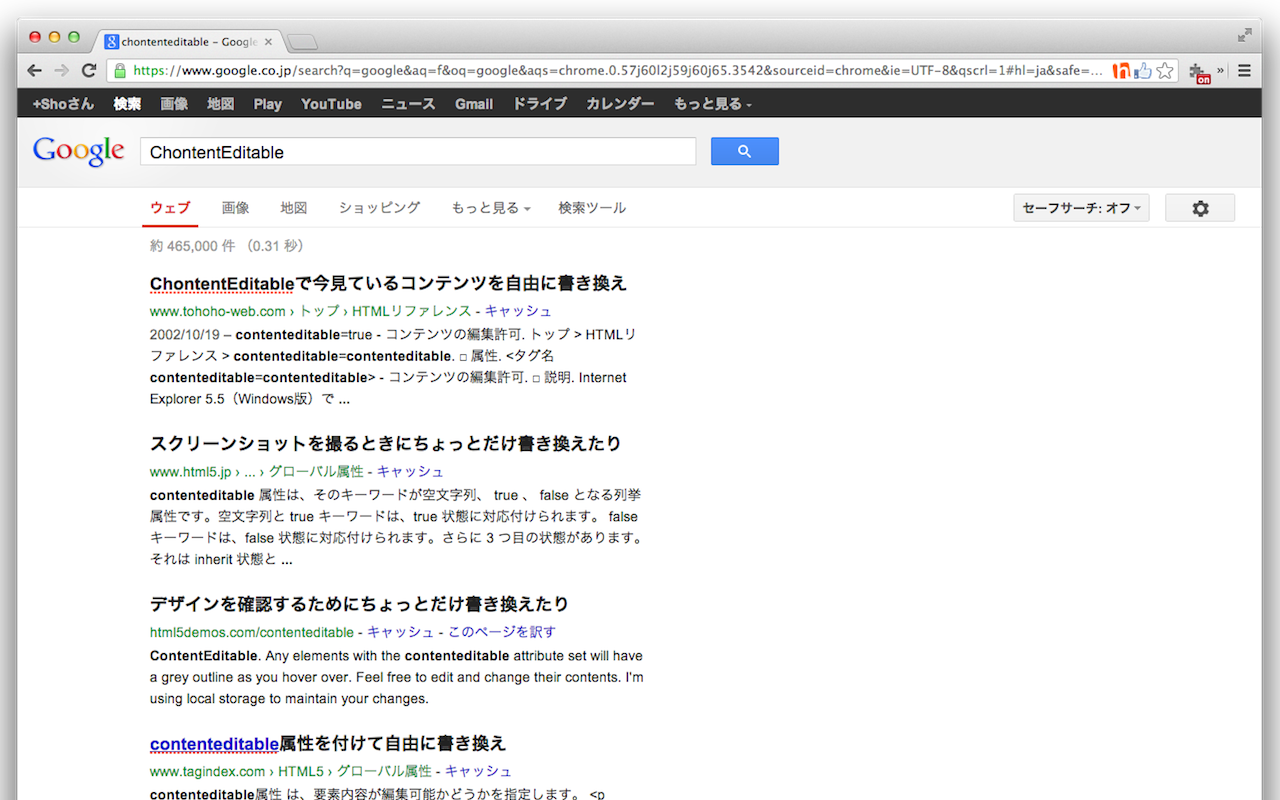 chontenteditable – Google
https://www.google.co.jp/search?q=google&aq=f&oq=google&aqs=chrome.0.57j60l2j59j60j65.3542&sourceid=chrome&ie=UTF-8&qscrl=1#hl=ja&safe=...
on
+Shoさん 検索 画像 地図 Play YouTube ニュース Gmail ドライブ カレンダー もっと見る
Google ChontentEditable
ウェブ 画像 地図 ショッピング もっと見る 検索ツール セーフサーチ: オフ
約 465,000 件 （0.31 秒）
ChontentEditableで今見ているコンテンツを自由に書き換え
www.tohoho-web.com › トップ › HTMLリファレンス - キャッシュ
2002/10/19 – contenteditable=true - コンテンツの編集許可. トップ > HTMLリ
ファレンス > contenteditable=contenteditable. □ 属性. <タグ名
contenteditable=contenteditable> - コンテンツの編集許可. □ 説明. Internet
Explorer 5.5（Windows版）で ...
スクリーンショットを撮るときにちょっとだけ書き換えたり
www.html5.jp › ... › グローバル属性 - キャッシュ
contenteditable 属性は、そのキーワードが空文字列、 true 、 false となる列挙
属性です。空文字列と true キーワードは、true 状態に対応付けられます。 false
キーワードは、false 状態に対応付けられます。さらに 3 つ目の状態があります。
それは inherit 状態と ...
デザインを確認するためにちょっとだけ書き換えたり
html5demos.com/contenteditable - キャッシュ - このページを訳す
ContentEditable. Any elements with the contenteditable attribute set will have
a grey outline as you hover over. Feel free to edit and change their contents. I'm
using local storage to maintain your changes.
contenteditable属性を付けて自由に書き換え
www.tagindex.com › HTML5 › グローバル属性 - キャッシュ
contenteditable属性 は、要素内容が編集可能かどうかを指定します。 <p